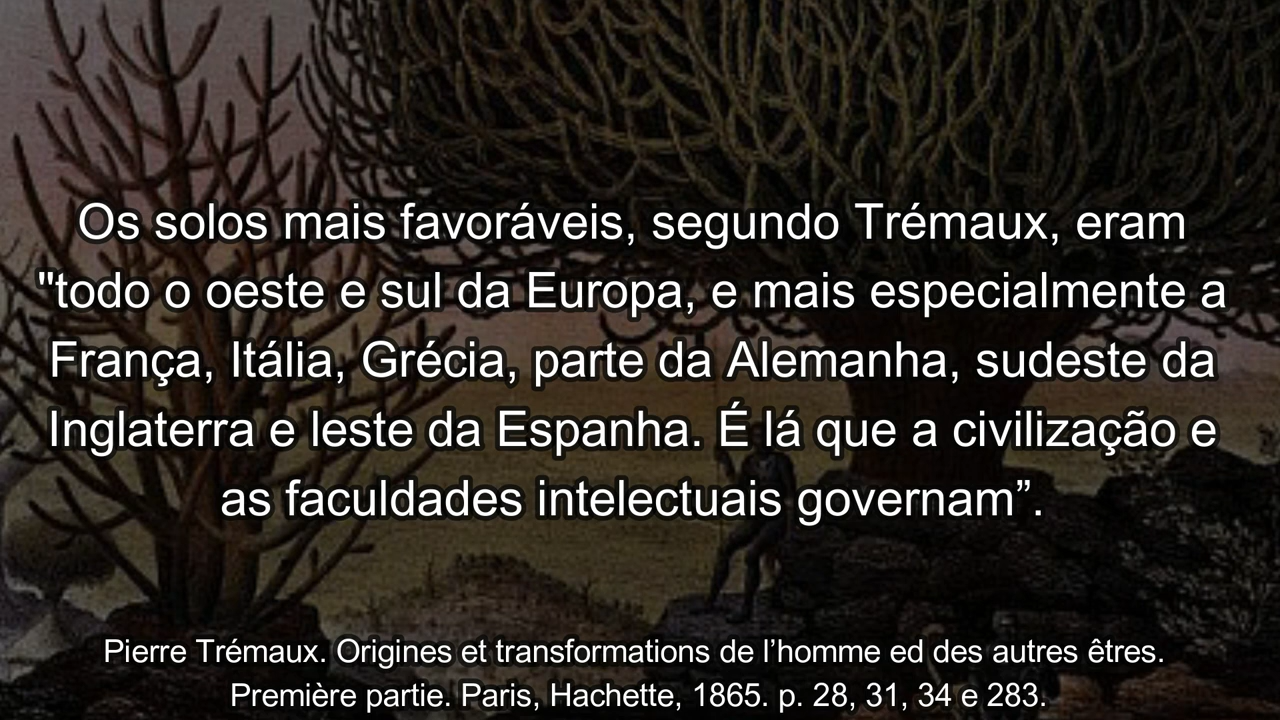 Os solos mais favoráveis, segundo Trémaux, eram
"todo o oeste e sul da Europa, e mais especialmente a
França, Itália, Grécia, parte da Alemanha, sudeste da
Inglaterra e leste da Espanha. É lá que a civilização e
as faculdades intelectuais governam”.
Pierre Trémaux. Origines et transformations de l’homme ed des autres êtres.
Première partie. Paris, Hachette, 1865. p. 28, 31, 34 e 283.